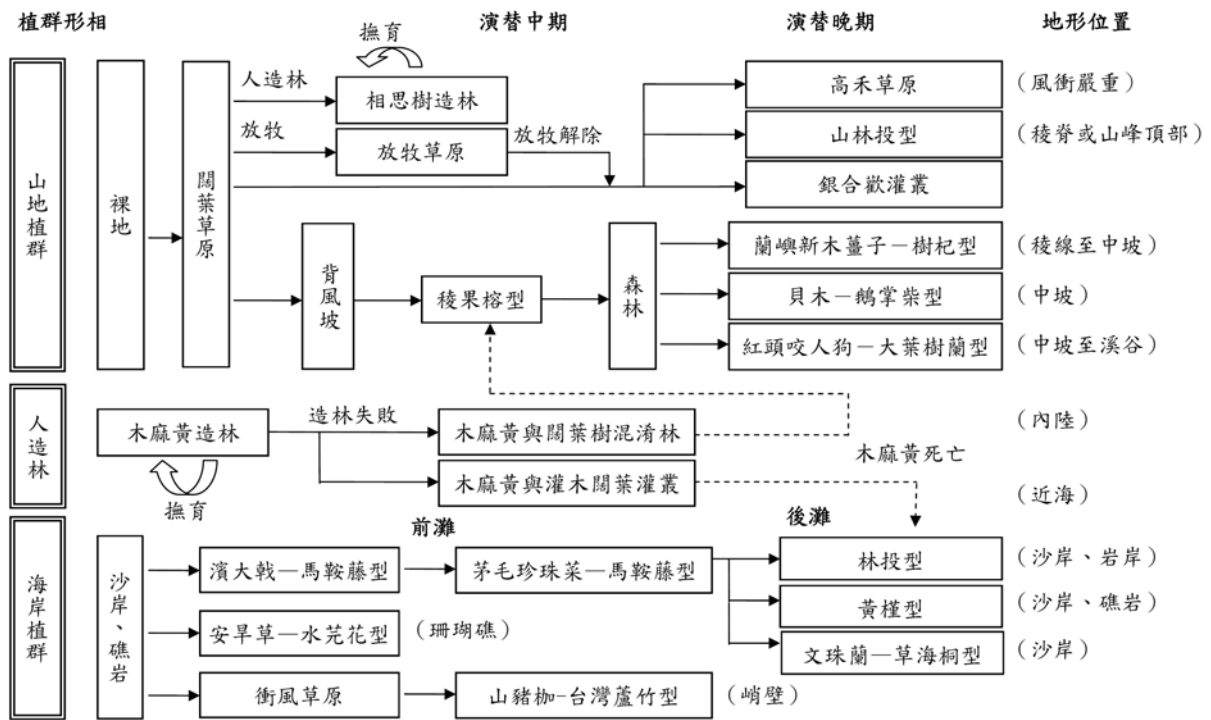 植群形相
演替中期
演替晚期
地形位置
山地植群
裸地
闊葉草原
人造林
撫育
相思樹造林
放牧
放牧草原
放牧解除
高禾草原
(風衝嚴重)
山林投型
(稜脊或山峰頂部)
銀合歡灌叢
背風坡
稜果榕型
森林
蘭嶼新木薑子－樹杞型
(稜線至中坡)
貝木－鵝掌柴型
(中坡)
紅頭咬人狗－大葉樹蘭型
(中坡至溪谷)
人造林
木麻黃造林
撫育
造林失敗
木麻黃與闊葉樹混淆林
(內陸)
木麻黃死亡
木麻黃與灌木闊葉灌叢
(近海)
前灘
後灘
海岸植群
沙岸、礁岩
濱大戟—馬鞍藤型
茅毛珍珠菜—馬鞍藤型
林投型
(沙岸、岩岸)
黃槿型
(沙岸、礁岩)
文珠蘭—草海桐型
(沙岸)
安旱草—水芫花型
(珊瑚礁)
衝風草原
山豬枷-台灣蘆竹型
(峭壁)